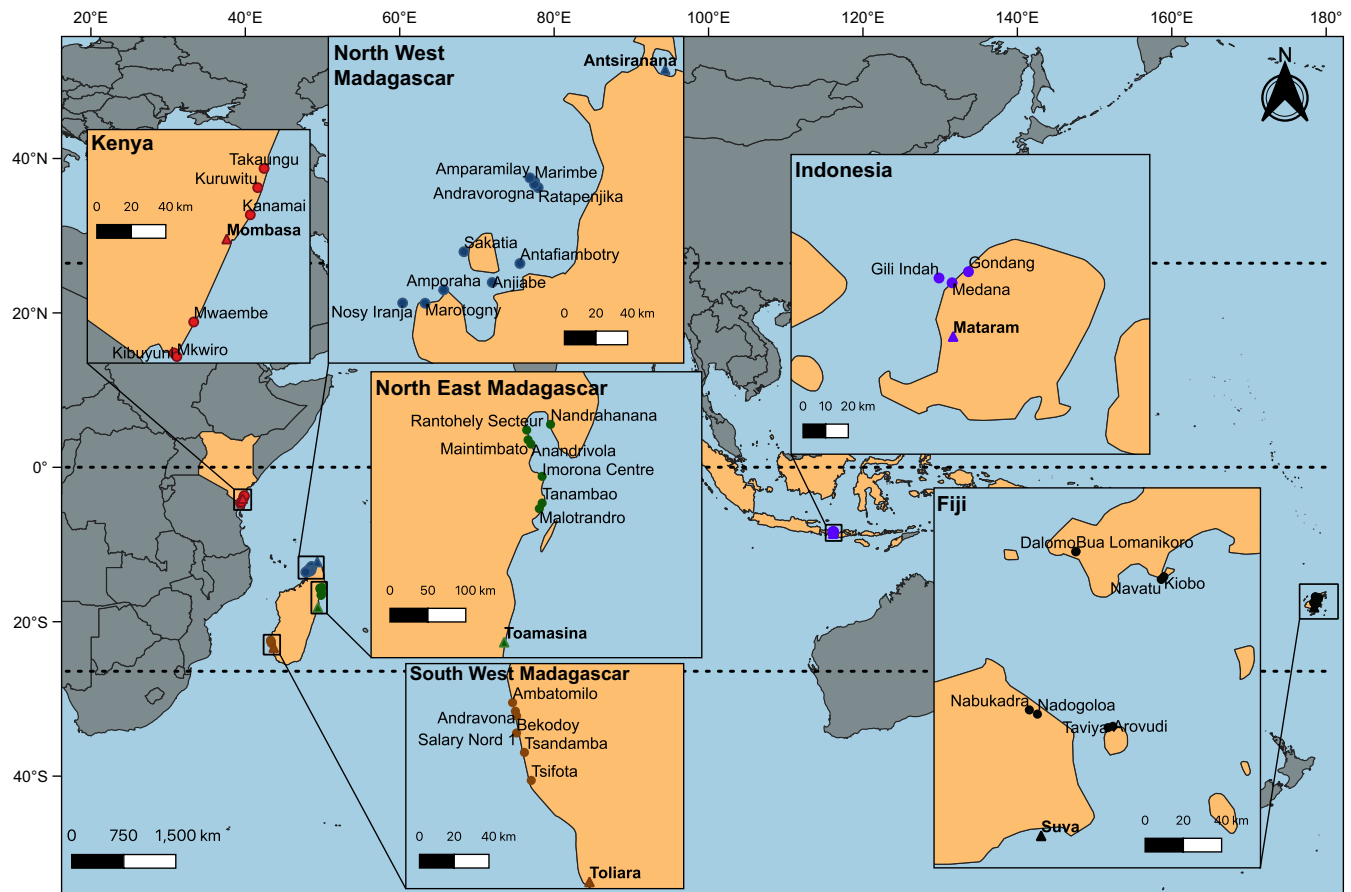 20°E 40°E 60°E 80°E 100°E 120°E 140°E 160°E 180°
40°N
20°N
0°
20°S
40°S
N
North West
Madagascar
Antsiranana
Amparamilay Marimbe
Andravorogna Ratapenjika
Sakatia
Antafiambotry
Amporaha Anjiabe
Nosy Iranja Marotogny
0 20 40 km
Kenya
Takaungu
Kuruwitu
0 20 40 km
Kanamai
Mombasa
Mwaembe
Kibuyuni Mkwiro
Indonesia
Gili Indah Gondang
Medana
Mataram
0 10 20 km
North East Madagascar
Rantohely Secteur Nandrahanana
Maintimbato Anandrivola
Imorona Centre
Tanambao
Malotrandro
0 50 100 km
Toamasina
South West Madagascar
Ambatomilo
Andravona Bekodoy
Salary Nord 1 Tsandamba
Tsifota
0 20 40 km
Toliara
Fiji
Dalomo Bua Lomanikoro
Navatu Kiobo
Nabukadra Nadogoloa
Taviya Arovudi
Suva
0 20 40 km
0 750 1,500 km